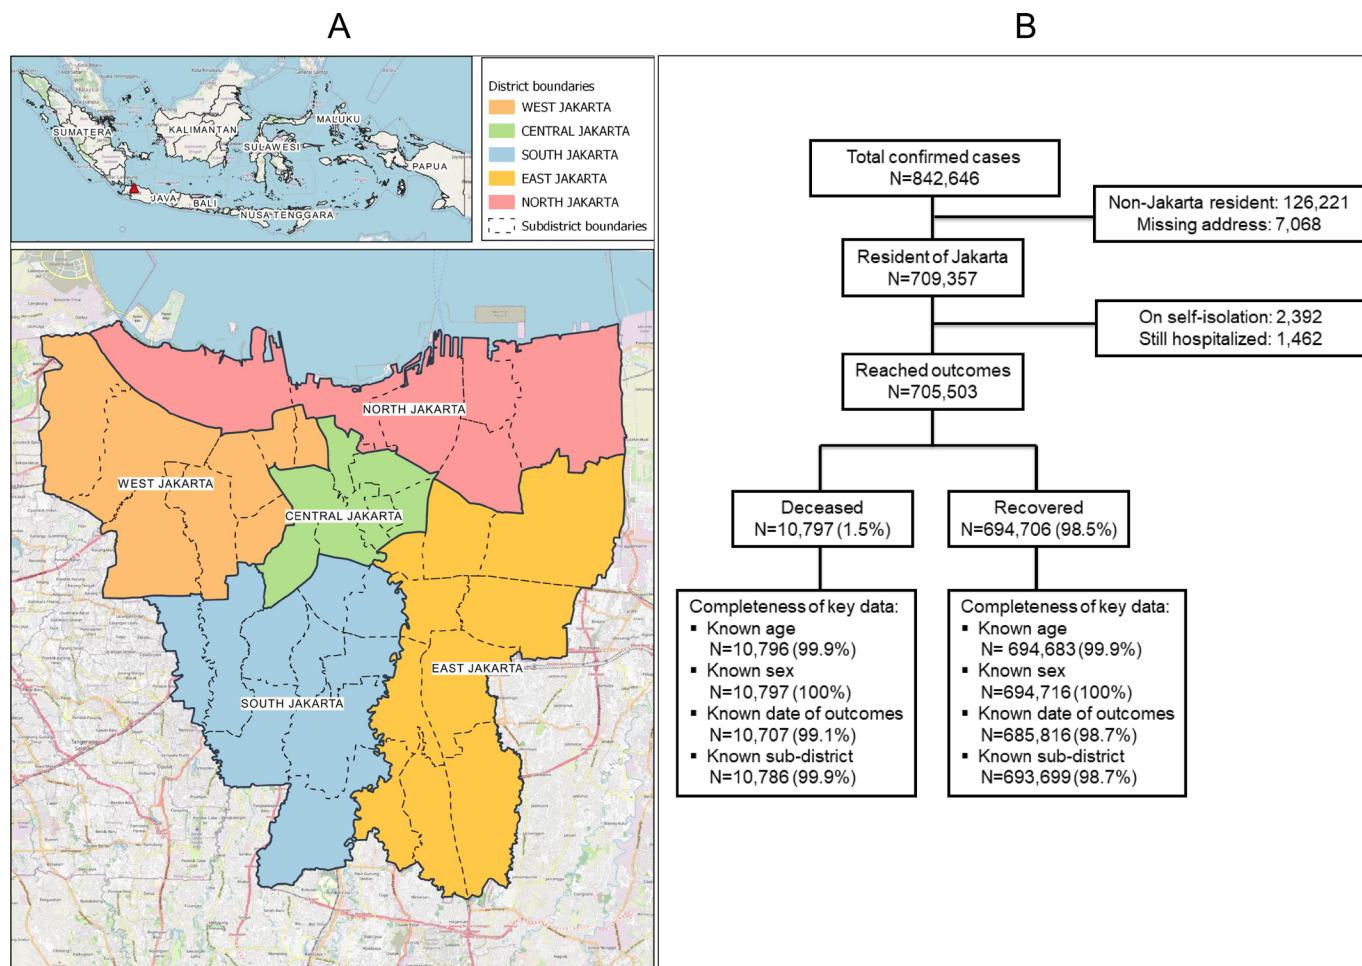 A
B
SUMATERA
KALIMANTAN
SULAWESI
MALUKU
PAPUA
JAVA
BALI
NUSA TENGGARA
District boundaries
WEST JAKARTA
CENTRAL JAKARTA
SOUTH JAKARTA
EAST JAKARTA
NORTH JAKARTA
Subdistrict boundaries
NORTH JAKARTA
WEST JAKARTA
CENTRAL JAKARTA
EAST JAKARTA
SOUTH JAKARTA
Total confirmed cases
N=842,646
Non-Jakarta resident: 126,221
Missing address: 7,068
Resident of Jakarta
N=709,357
On self-isolation: 2,392
Still hospitalized: 1,462
Reached outcomes
N=705,503
Deceased
N=10,797 (1.5%)
Recovered
N=694,706 (98.5%)
Completeness of key data:
▪ Known age
N=10,796 (99.9%)
▪ Known sex
N=10,797 (100%)
▪ Known date of outcomes
N=10,707 (99.1%)
▪ Known sub-district
N=10,786 (99.9%)
Completeness of key data:
▪ Known age
N= 694,683 (99.9%)
▪ Known sex
N=694,716 (100%)
▪ Known date of outcomes
N=685,816 (98.7%)
▪ Known sub-district
N=693,699 (98.7%)